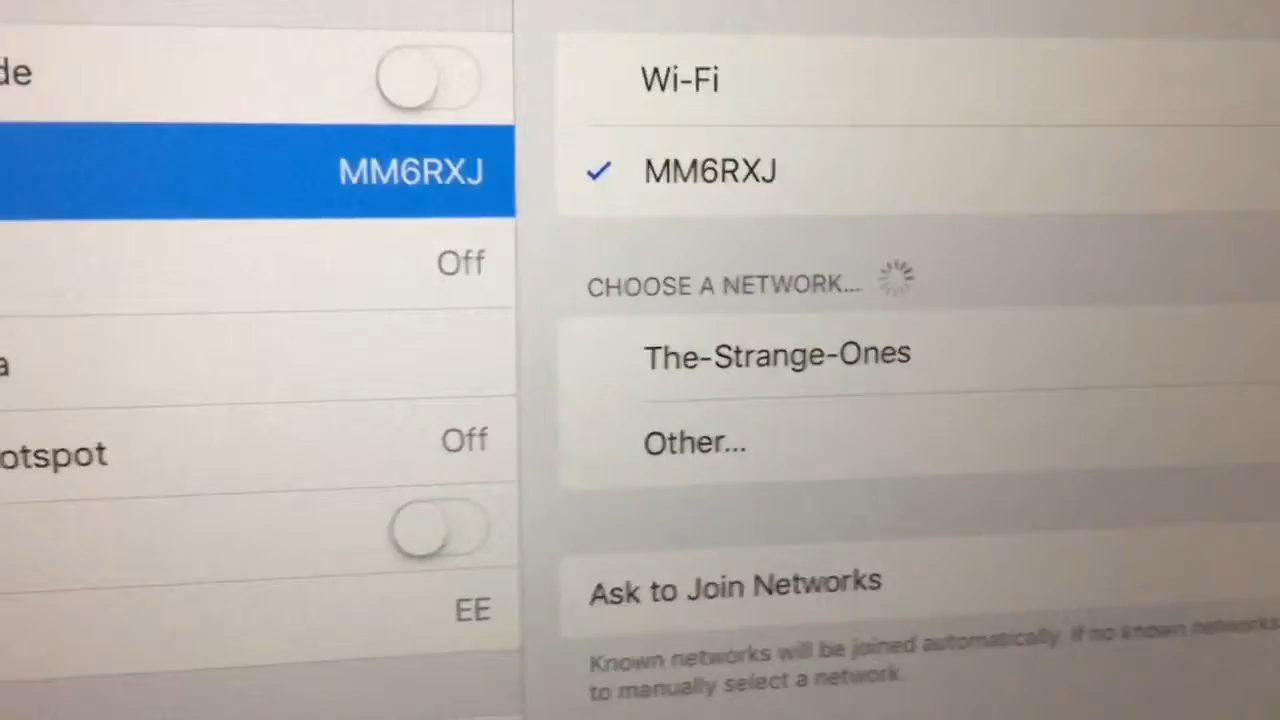 de
MM6RXJ
Off
a
otspot
Off
EE
Wi-Fi
MM6RXJ
CHOOSE A NETWORK...
The-Strange-Ones
Other...
Ask to Join Networks
Known networks will be joined automatically. If no known networks
to manually select a network.